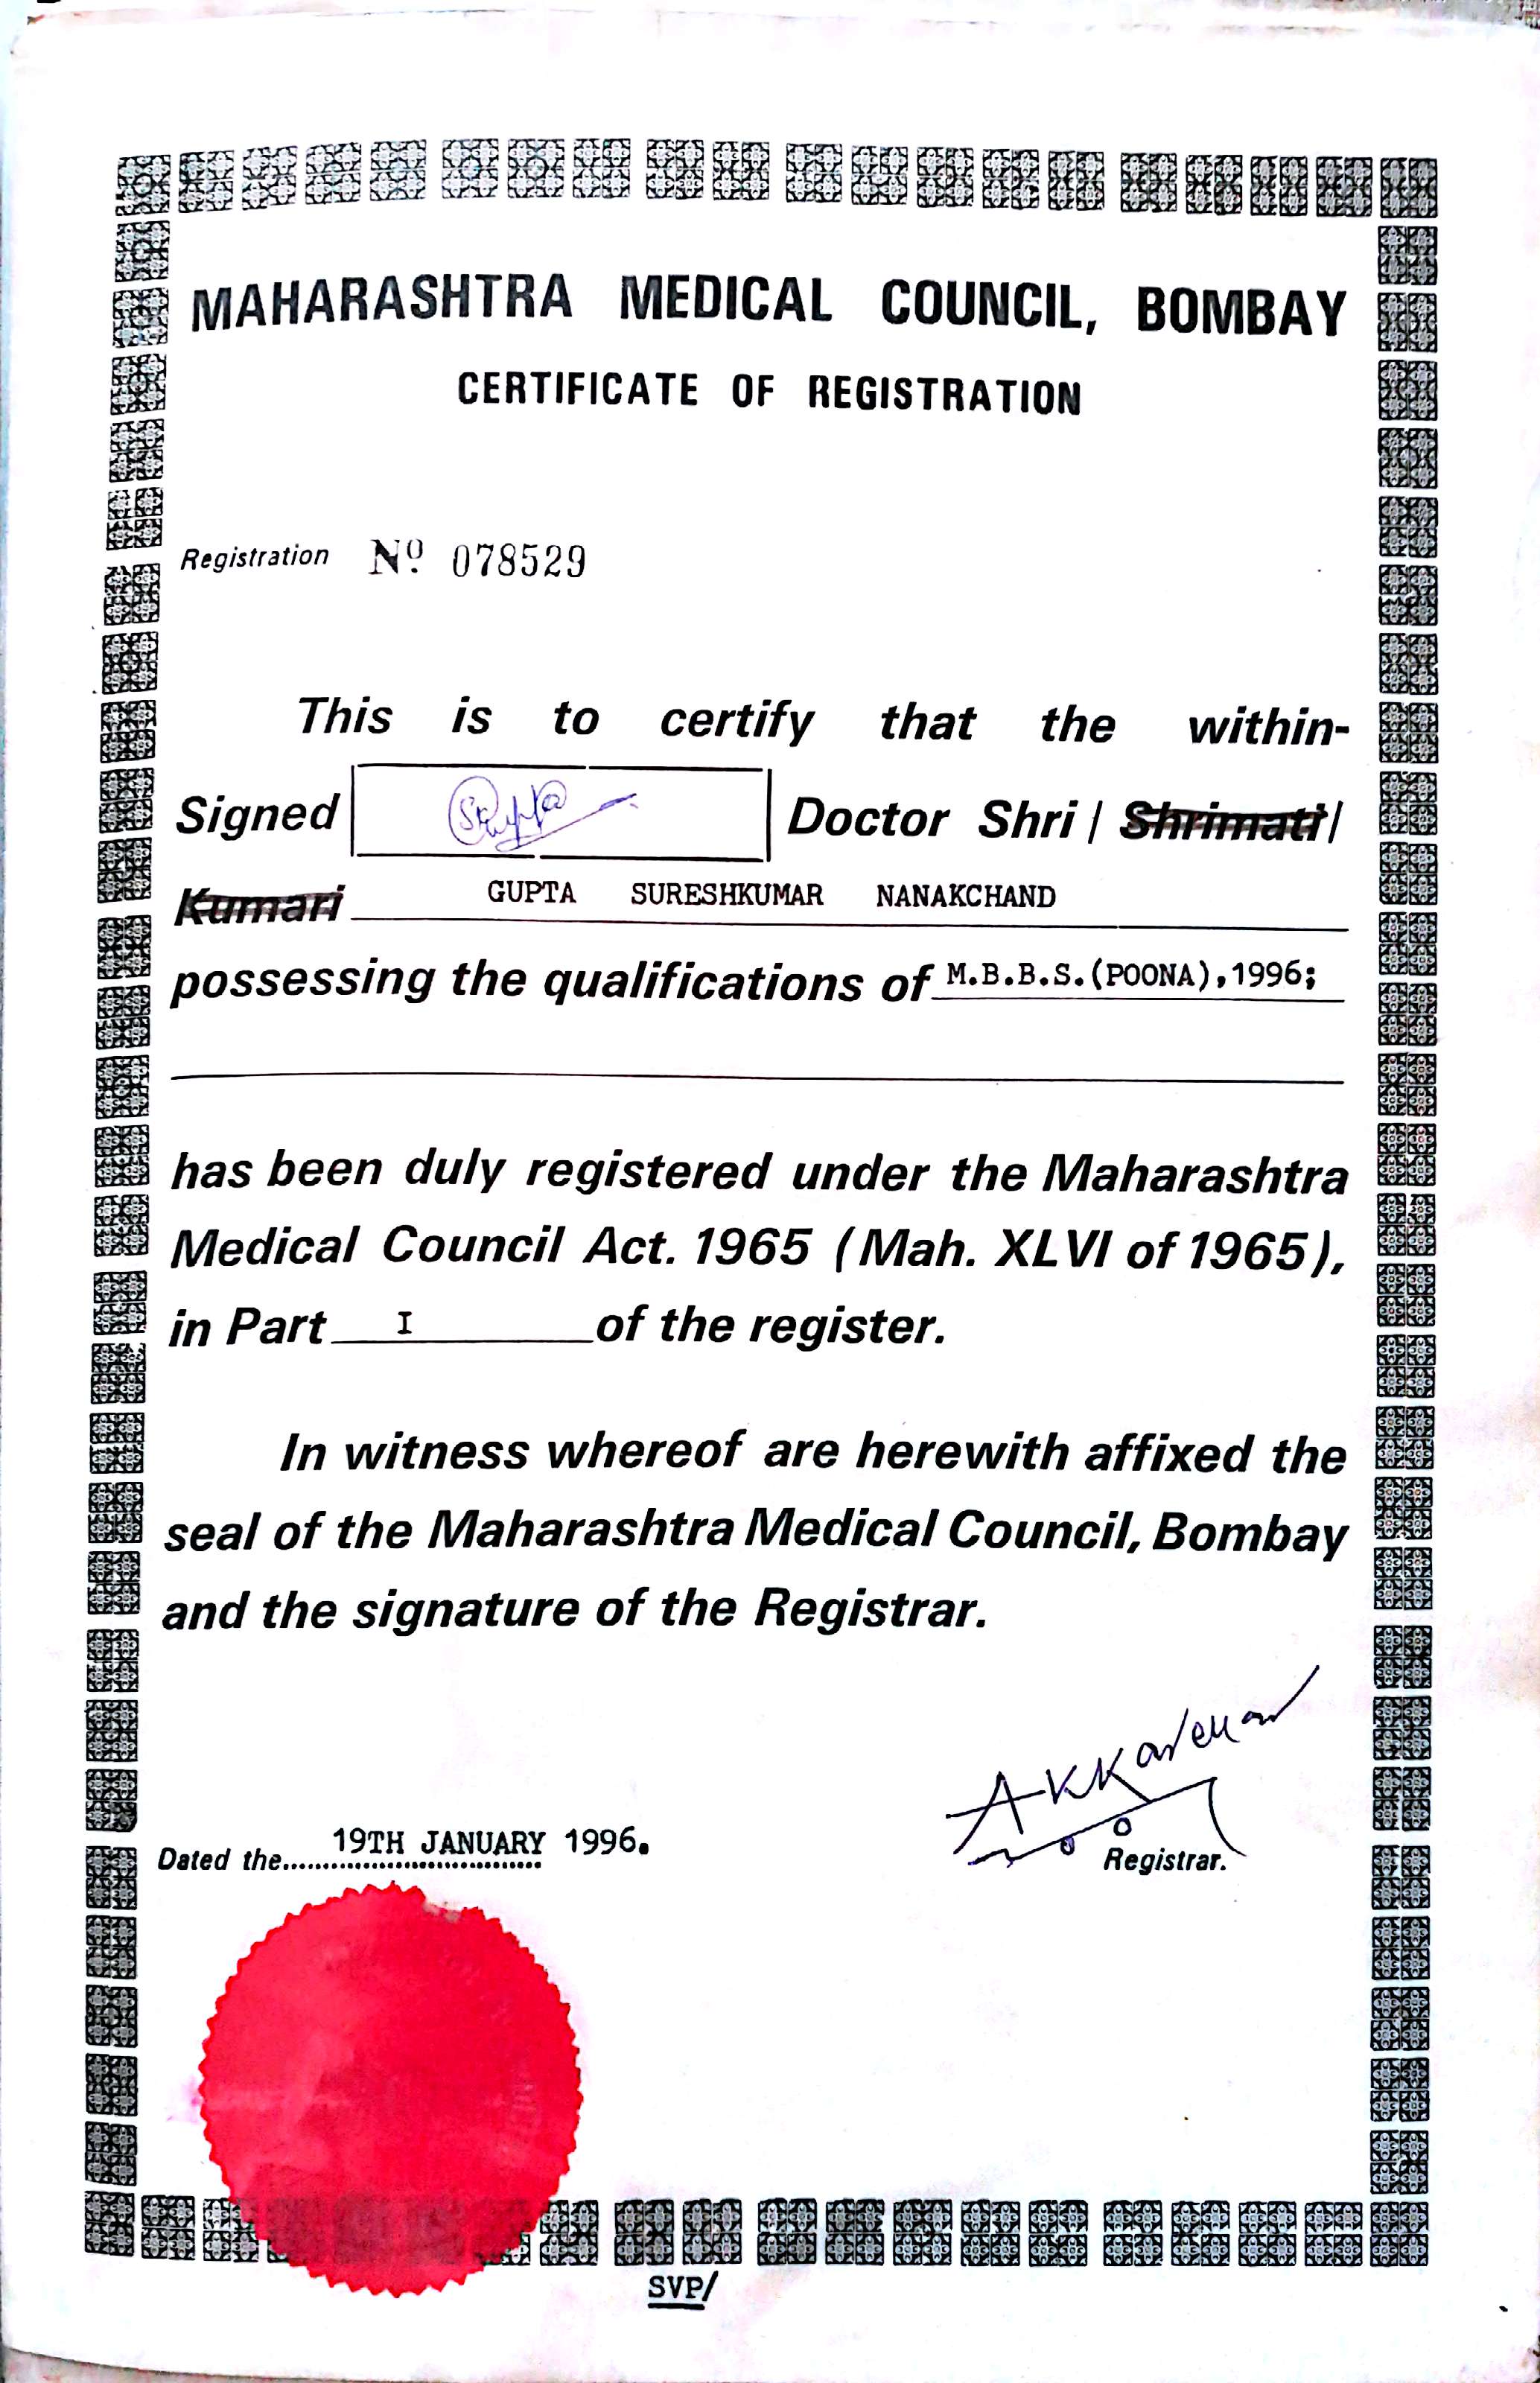 MAHARASHTRA MEDICAL COUNCIL, BOMBAY
CERTIFICATE OF REGISTRATION
Registration Nº 078529
This is to certify that the within-
Signed SKGupta Doctor Shri / Shrimati /
Kumari GUPTA SURESHKUMAR NANAKCHAND
possessing the qualifications of M.B.B.S.(POONA),1996;
has been duly registered under the Maharashtra
Medical Council Act. 1965 (Mah. XLVI of 1965),
in Part I of the register.
In witness whereof are herewith affixed the
seal of the Maharashtra Medical Council, Bombay
and the signature of the Registrar.
Dated the 19TH JANUARY 1996.
Registrar.
SVP/